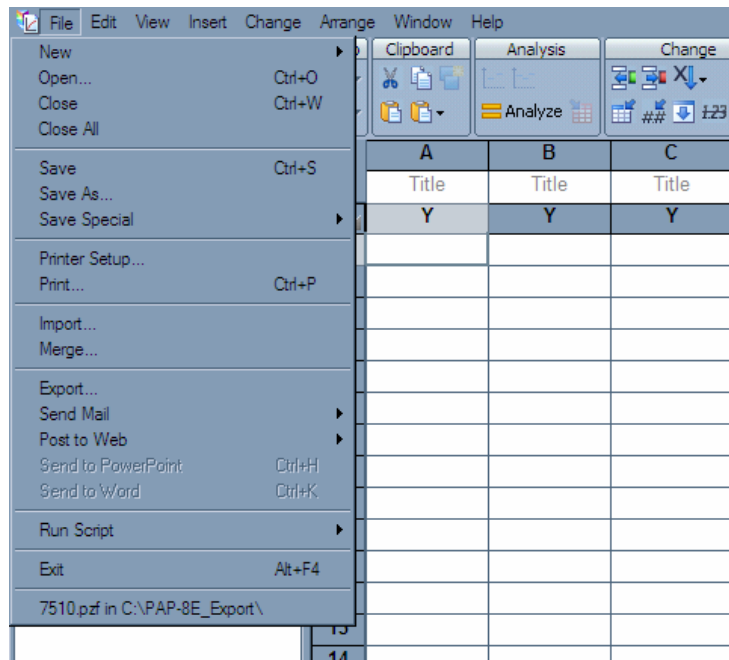 File Edit View Insert Change Arrange Window Help
New
Open... Ctrl+O
Close Ctrl+W
Close All
Save Ctrl+S
Save As...
Save Special
Printer Setup...
Print... Ctrl+P
Import...
Merge...
Export...
Send Mail
Post to Web
Send to PowerPoint Ctrl+H
Send to Word Ctrl+K
Run Script
Exit Alt+F4
7510.pzf in C:\PAP-8E_Export\
Clipboard Analysis Change
Analyze
##
123
A B C
Title Title Title
Y Y Y
13
14